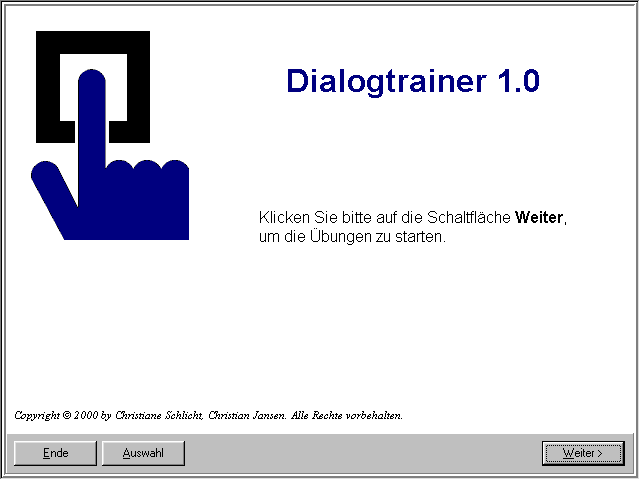 Dialogtrainer 1.0
Klicken Sie bitte auf die Schaltfläche Weiter,
um die Übungen zu starten.
Copyright © 2000 by Christiane Schlicht, Christian Jansen. Alle Rechte vorbehalten.
Ende
Auswahl
Weiter >